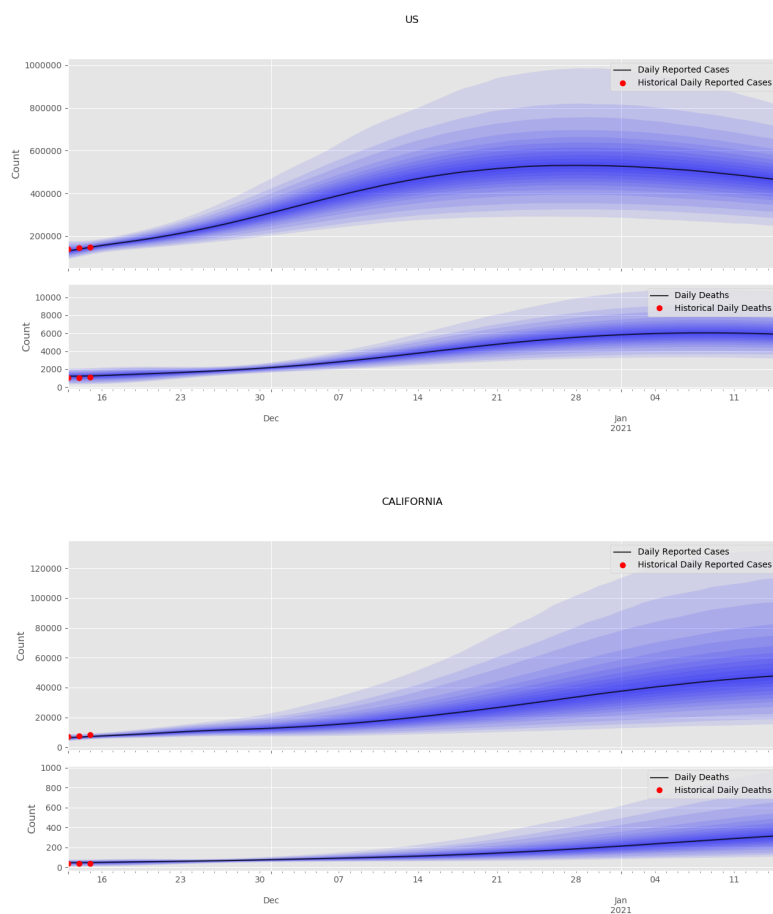 US
1000000
800000
600000
400000
200000
Count
Daily Reported Cases
Historical Daily Reported Cases
10000
8000
6000
4000
2000
0
Count
Daily Deaths
Historical Daily Deaths
16 23 30 07 14 21 28 04 11
Dec Jan
2021
CALIFORNIA
120000
100000
80000
60000
40000
20000
0
Count
Daily Reported Cases
Historical Daily Reported Cases
1000
800
600
400
200
0
Count
Daily Deaths
Historical Daily Deaths
16 23 30 07 14 21 28 04 11
Dec Jan
2021